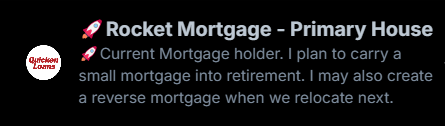 🚀 Rocket Mortgage - Primary House
Quicken
Loans
🚀 Current Mortgage holder. I plan to carry a
small mortgage into retirement. I may also create
a reverse mortgage when we relocate next.